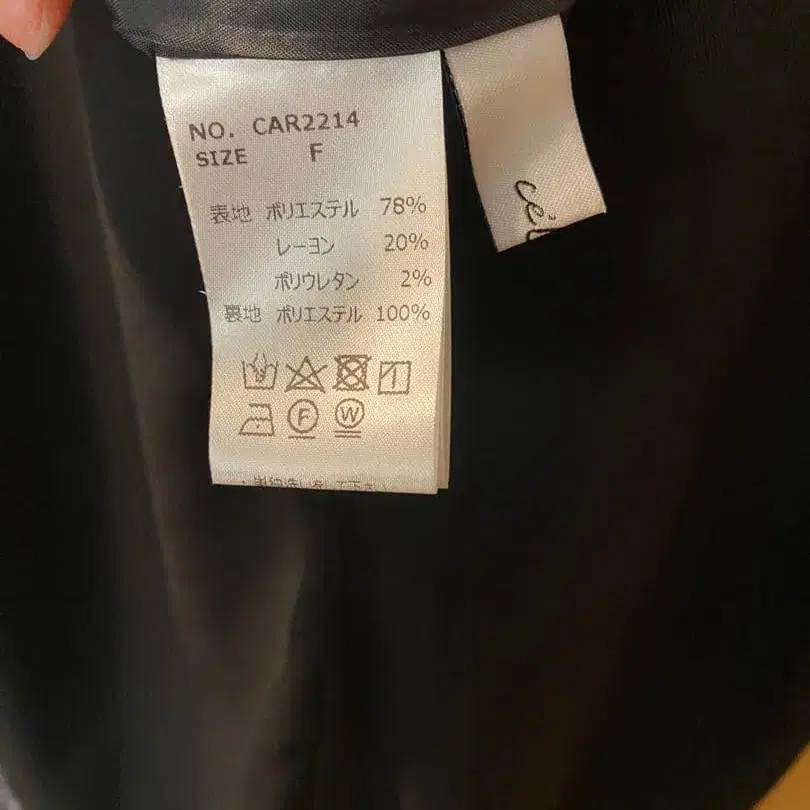 NO. CAR2214
SIZE F
表地 ポリエステル 78%
レーヨン 20%
ポリウレタン 2%
裏地 ポリエステル 100%
F
W